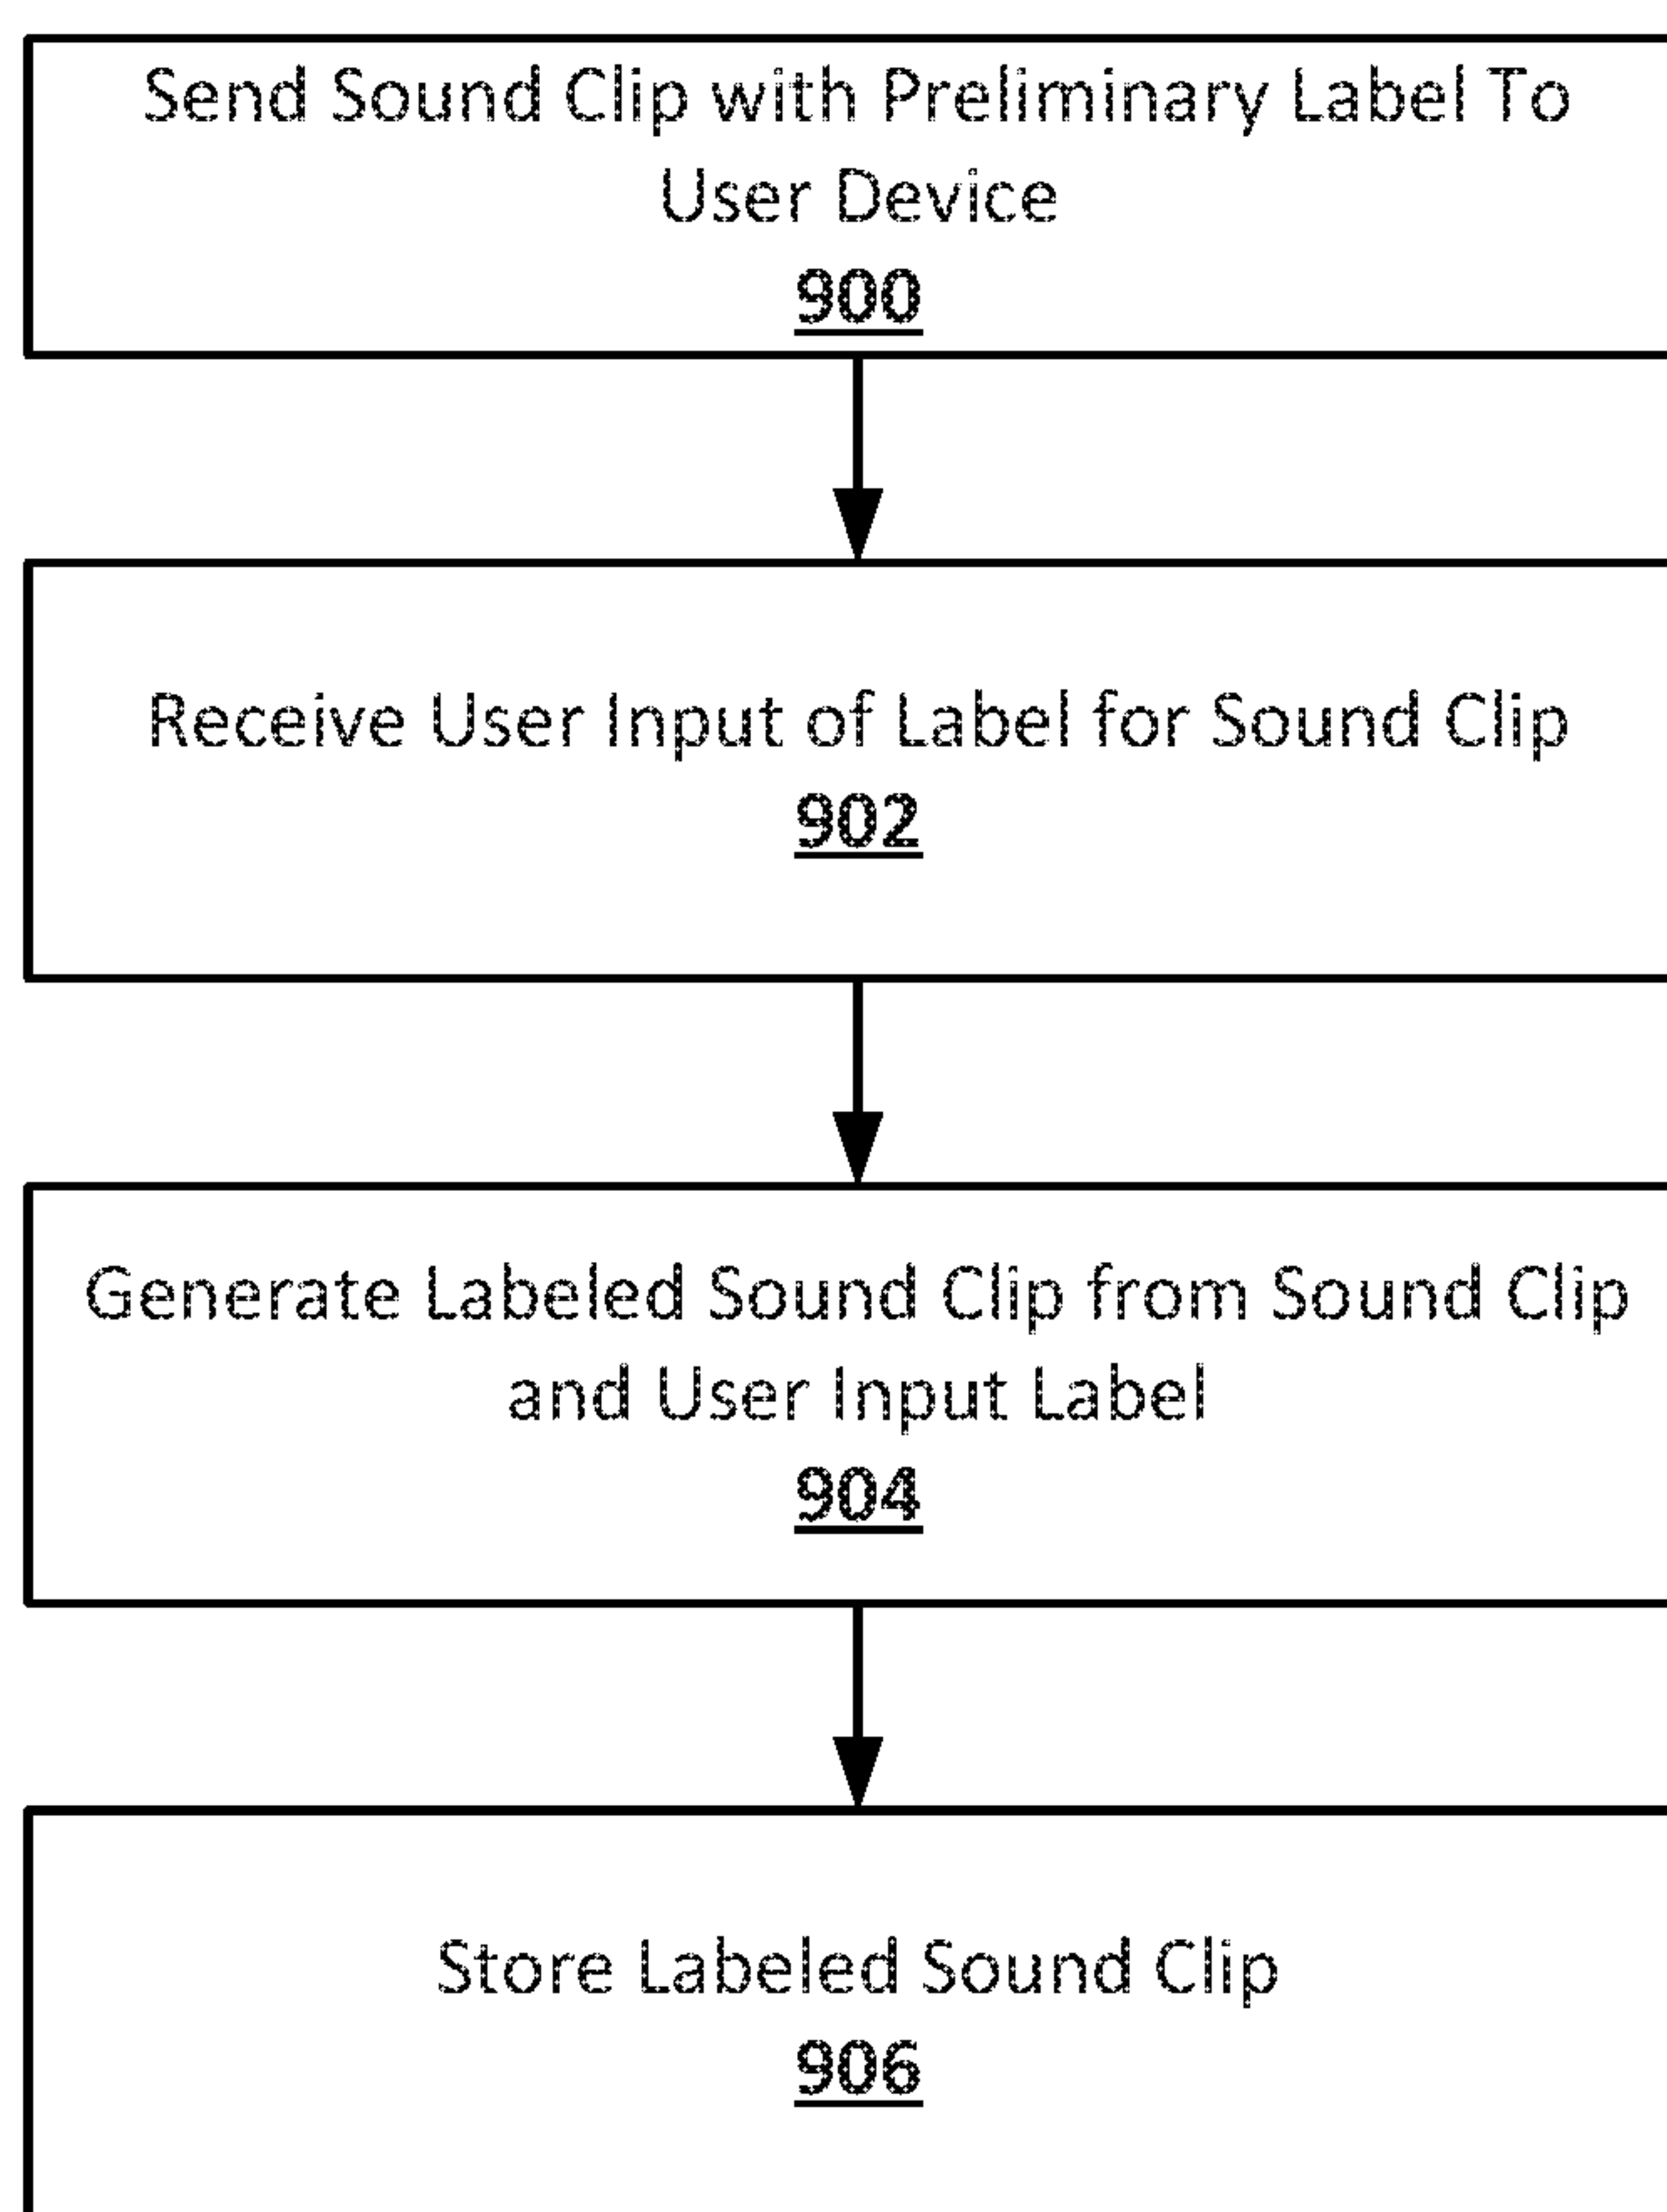 Send Sound Clip with Preliminary Label To
User Device
900
Receive User Input of Label for Sound Clip
902
Generate Labeled Sound Clip from Sound Clip
and User Input Label
904
Store Labeled Sound Clip
906